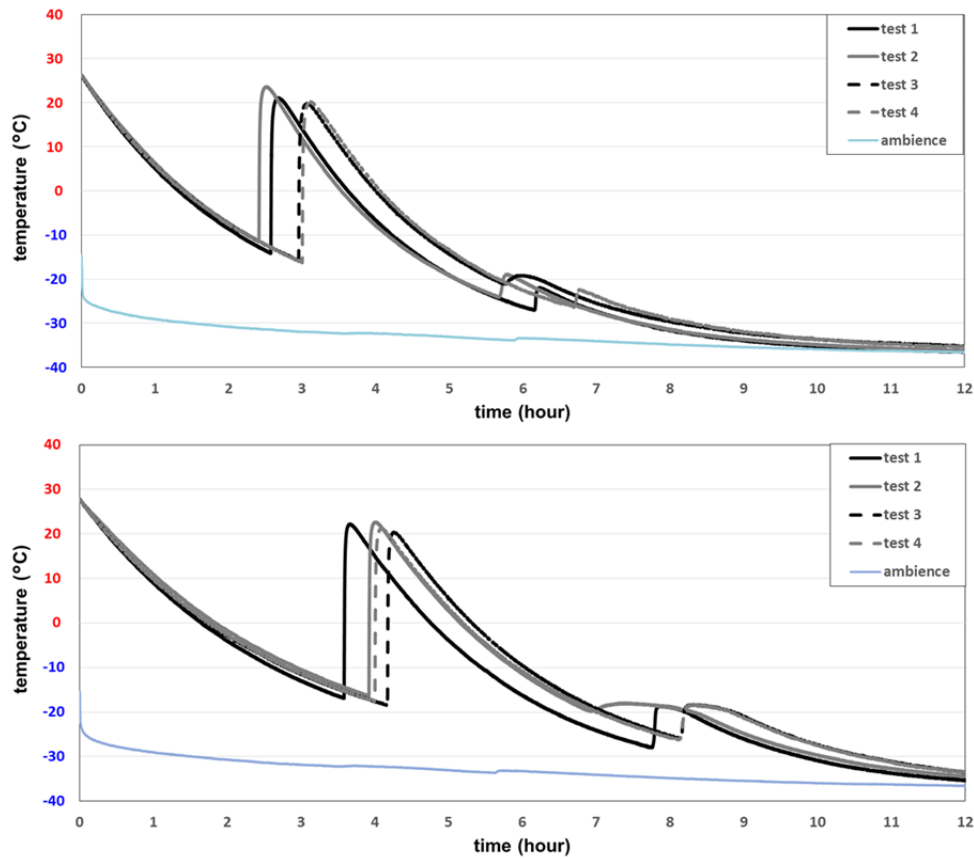 40
30
20
10
0
-10
-20
-30
-40
temperature (°C)
test 1
test 2
test 3
test 4
ambience
0 1 2 3 4 5 6 7 8 9 10 11 12
time (hour)
40
30
20
10
0
-10
-20
-30
-40
temperature (°C)
test 1
test 2
test 3
test 4
ambience
0 1 2 3 4 5 6 7 8 9 10 11 12
time (hour)